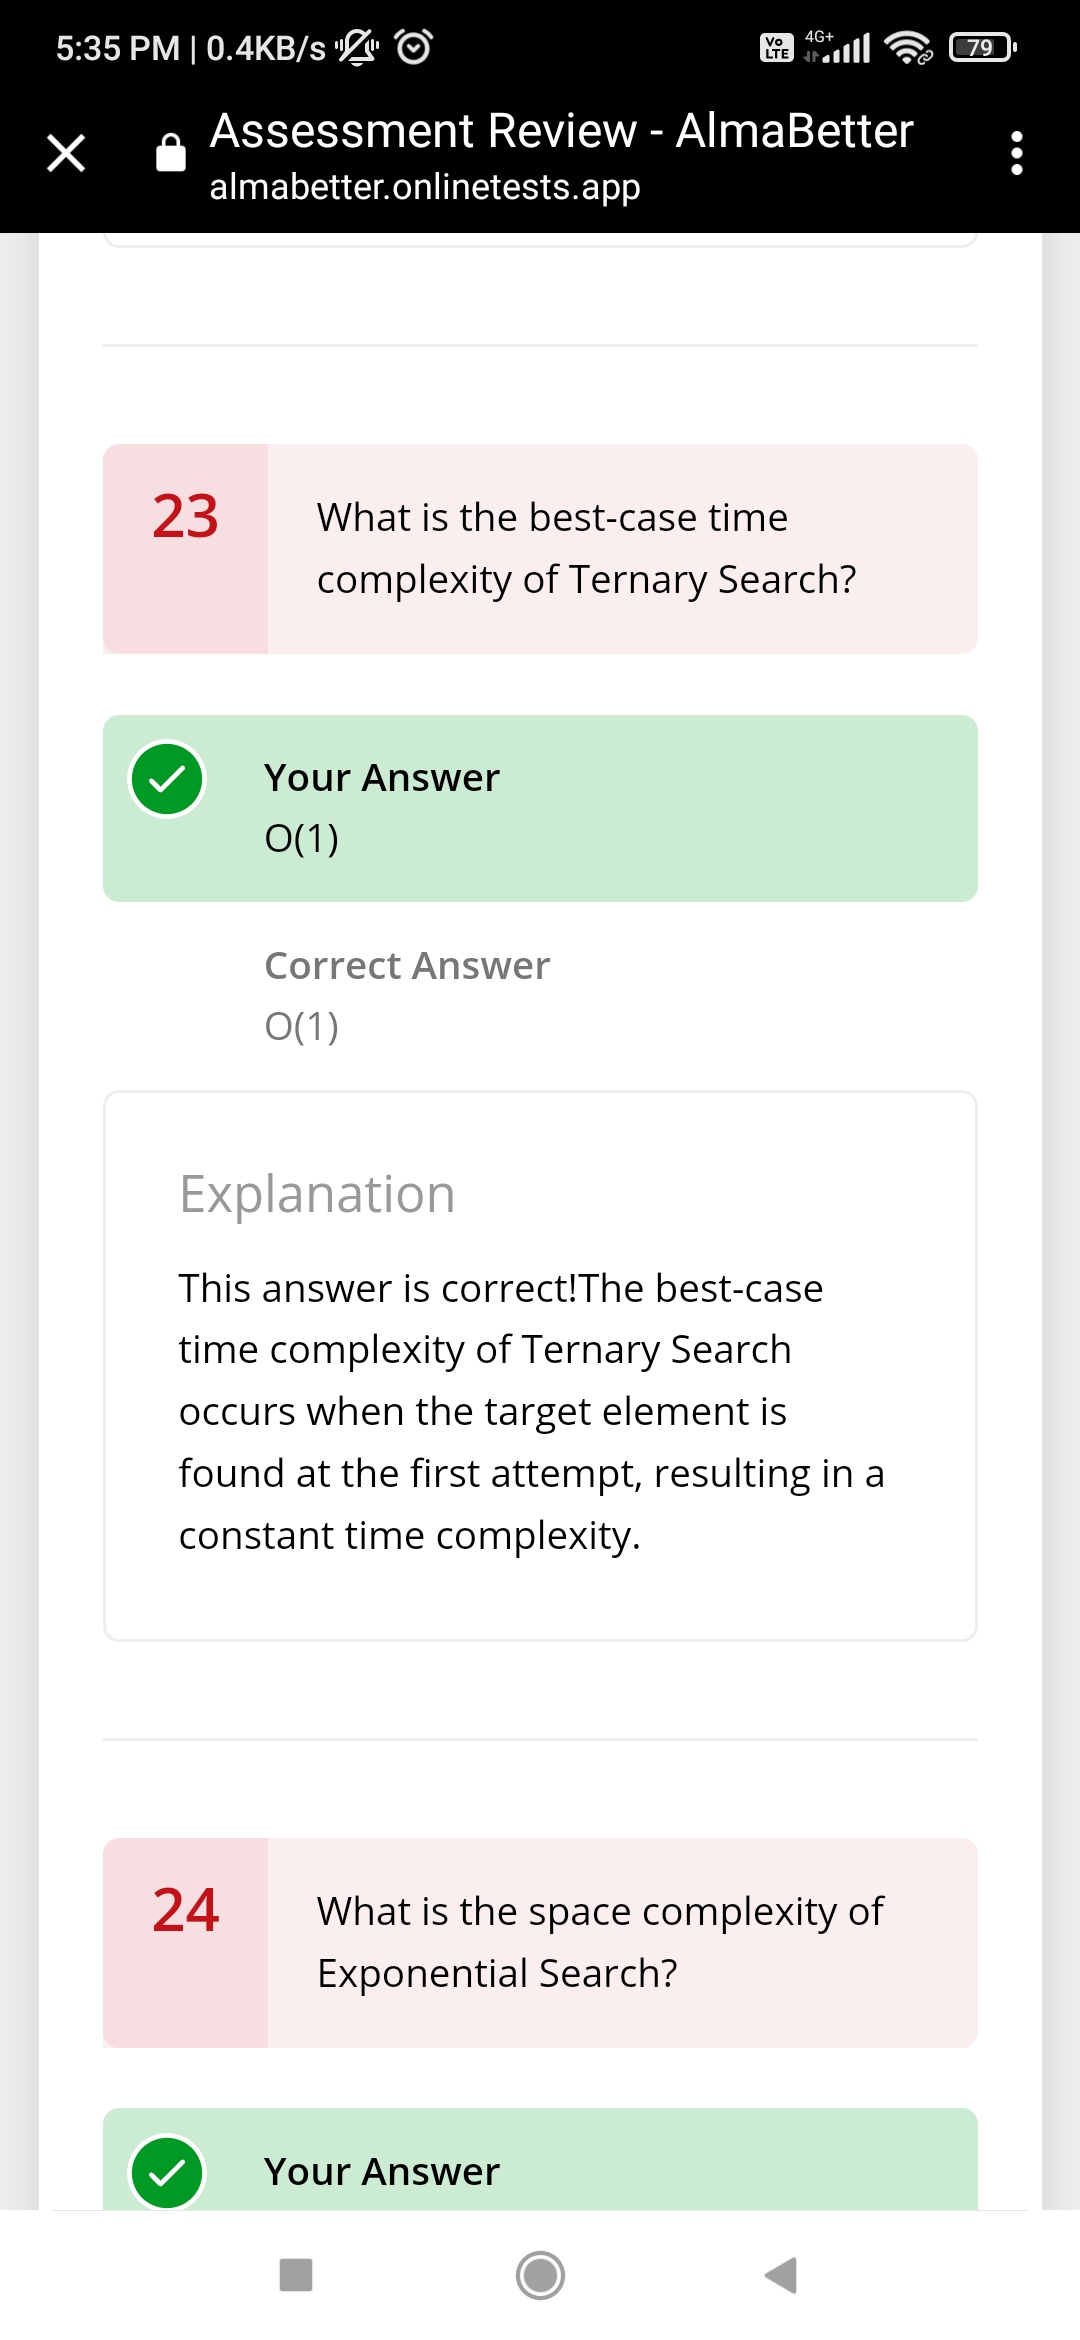 5:35 PM | 0.4KB/s
Vo LTE
4G+
79
Assessment Review - AlmaBetter
almabetter.onlinetests.app
23
What is the best-case time
complexity of Ternary Search?
Your Answer
O(1)
Correct Answer
O(1)
Explanation
This answer is correct!The best-case
time complexity of Ternary Search
occurs when the target element is
found at the first attempt, resulting in a
constant time complexity.
24
What is the space complexity of
Exponential Search?
Your Answer